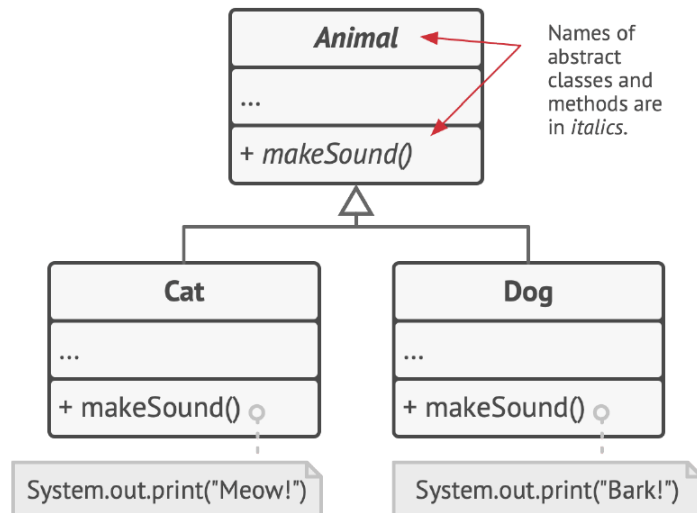 Animal
...
+ makeSound()
Names of
abstract
classes and
methods are
in italics.
Cat
...
+ makeSound()
System.out.print("Meow!")
Dog
...
+ makeSound()
System.out.print("Bark!")